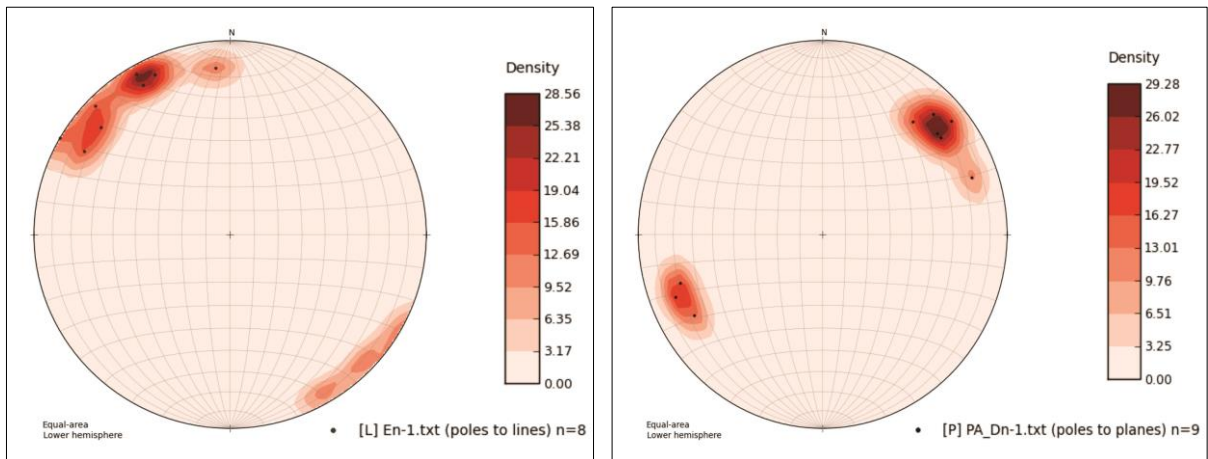 N
Density
28.56
25.38
22.21
19.04
15.86
12.69
9.52
6.35
3.17
0.00
Equal-area
Lower hemisphere
[L] En-1.txt (poles to lines) n=8
N
Density
29.28
26.02
22.77
19.52
16.27
13.01
9.76
6.51
3.25
0.00
Equal-area
Lower hemisphere
[P] PA_Dn-1.txt (poles to planes) n=9